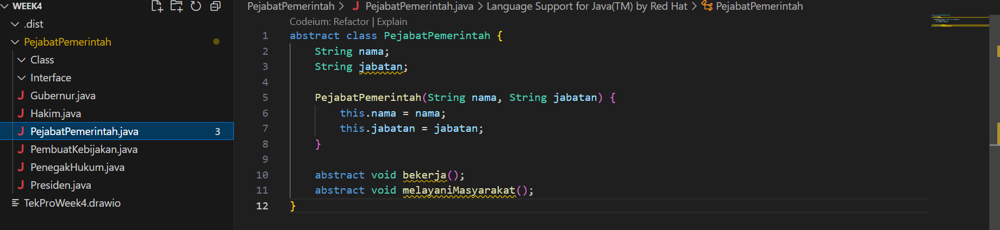 WEEK4
.dist
PejabatPemerintah
Class
Interface
Gubernur.java
Hakim.java
PejabatPemerintah.java 3
PembuatKebijakan.java
PenegakHukum.java
Presiden.java
TekProWeek4.drawio
PejabatPemerintah > J PejabatPemerintah.java > Language Support for Java(TM) by Red Hat > PejabatPemerintah
Codeium: Refactor | Explain
1 abstract class PejabatPemerintah {
2 String nama;
3 String jabatan;
4
5 PejabatPemerintah(String nama, String jabatan) {
6 this.nama = nama;
7 this.jabatan = jabatan;
8 }
9
10 abstract void bekerja();
11 abstract void melayaniMasyarakat();
12 }